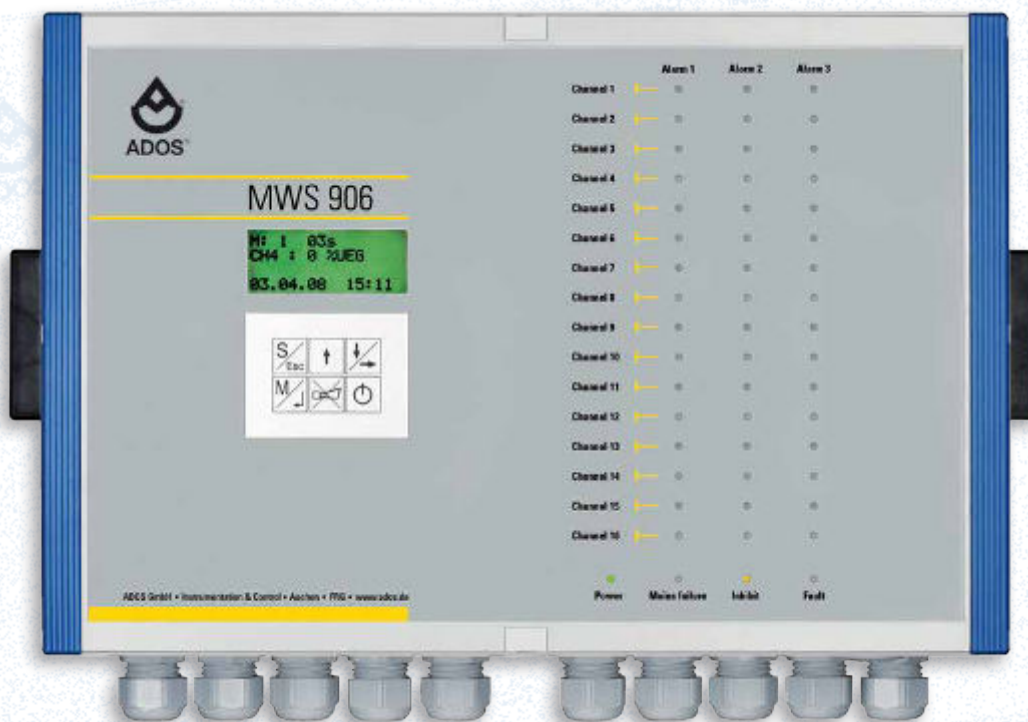 ADOS
MWS 906
M: 1 03s
CH4 : 0 %UEG
03.04.08 15:11
S/Esc
M
Alarm 1 Alarm 2 Alarm 3
Channel 1
Channel 2
Channel 3
Channel 4
Channel 5
Channel 6
Channel 7
Channel 8
Channel 9
Channel 10
Channel 11
Channel 12
Channel 13
Channel 14
Channel 15
Channel 16
Power Mains failure Inhibit Fault
ADOS GmbH • Instrumentation & Control • Aachen • FRG • www.ados.de